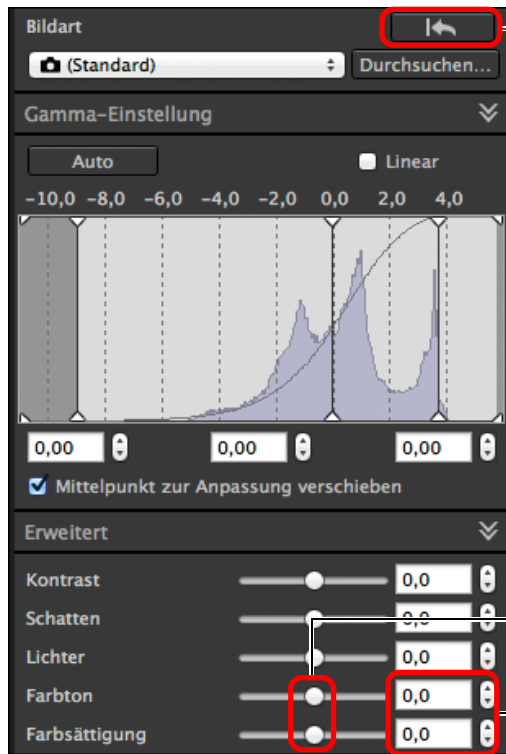 Bildart
(Standard)
Durchsuchen...
Gamma-Einstellung
Auto
Linear
-10,0 -8,0 -6,0 -4,0 -2,0 0,0 2,0 4,0
0,00 0,00 0,00
Mittelpunkt zur Anpassung verschieben
Erweitert
Kontrast 0,0
Schatten 0,0
Lichter 0,0
Farbton 0,0
Farbsättigung 0,0